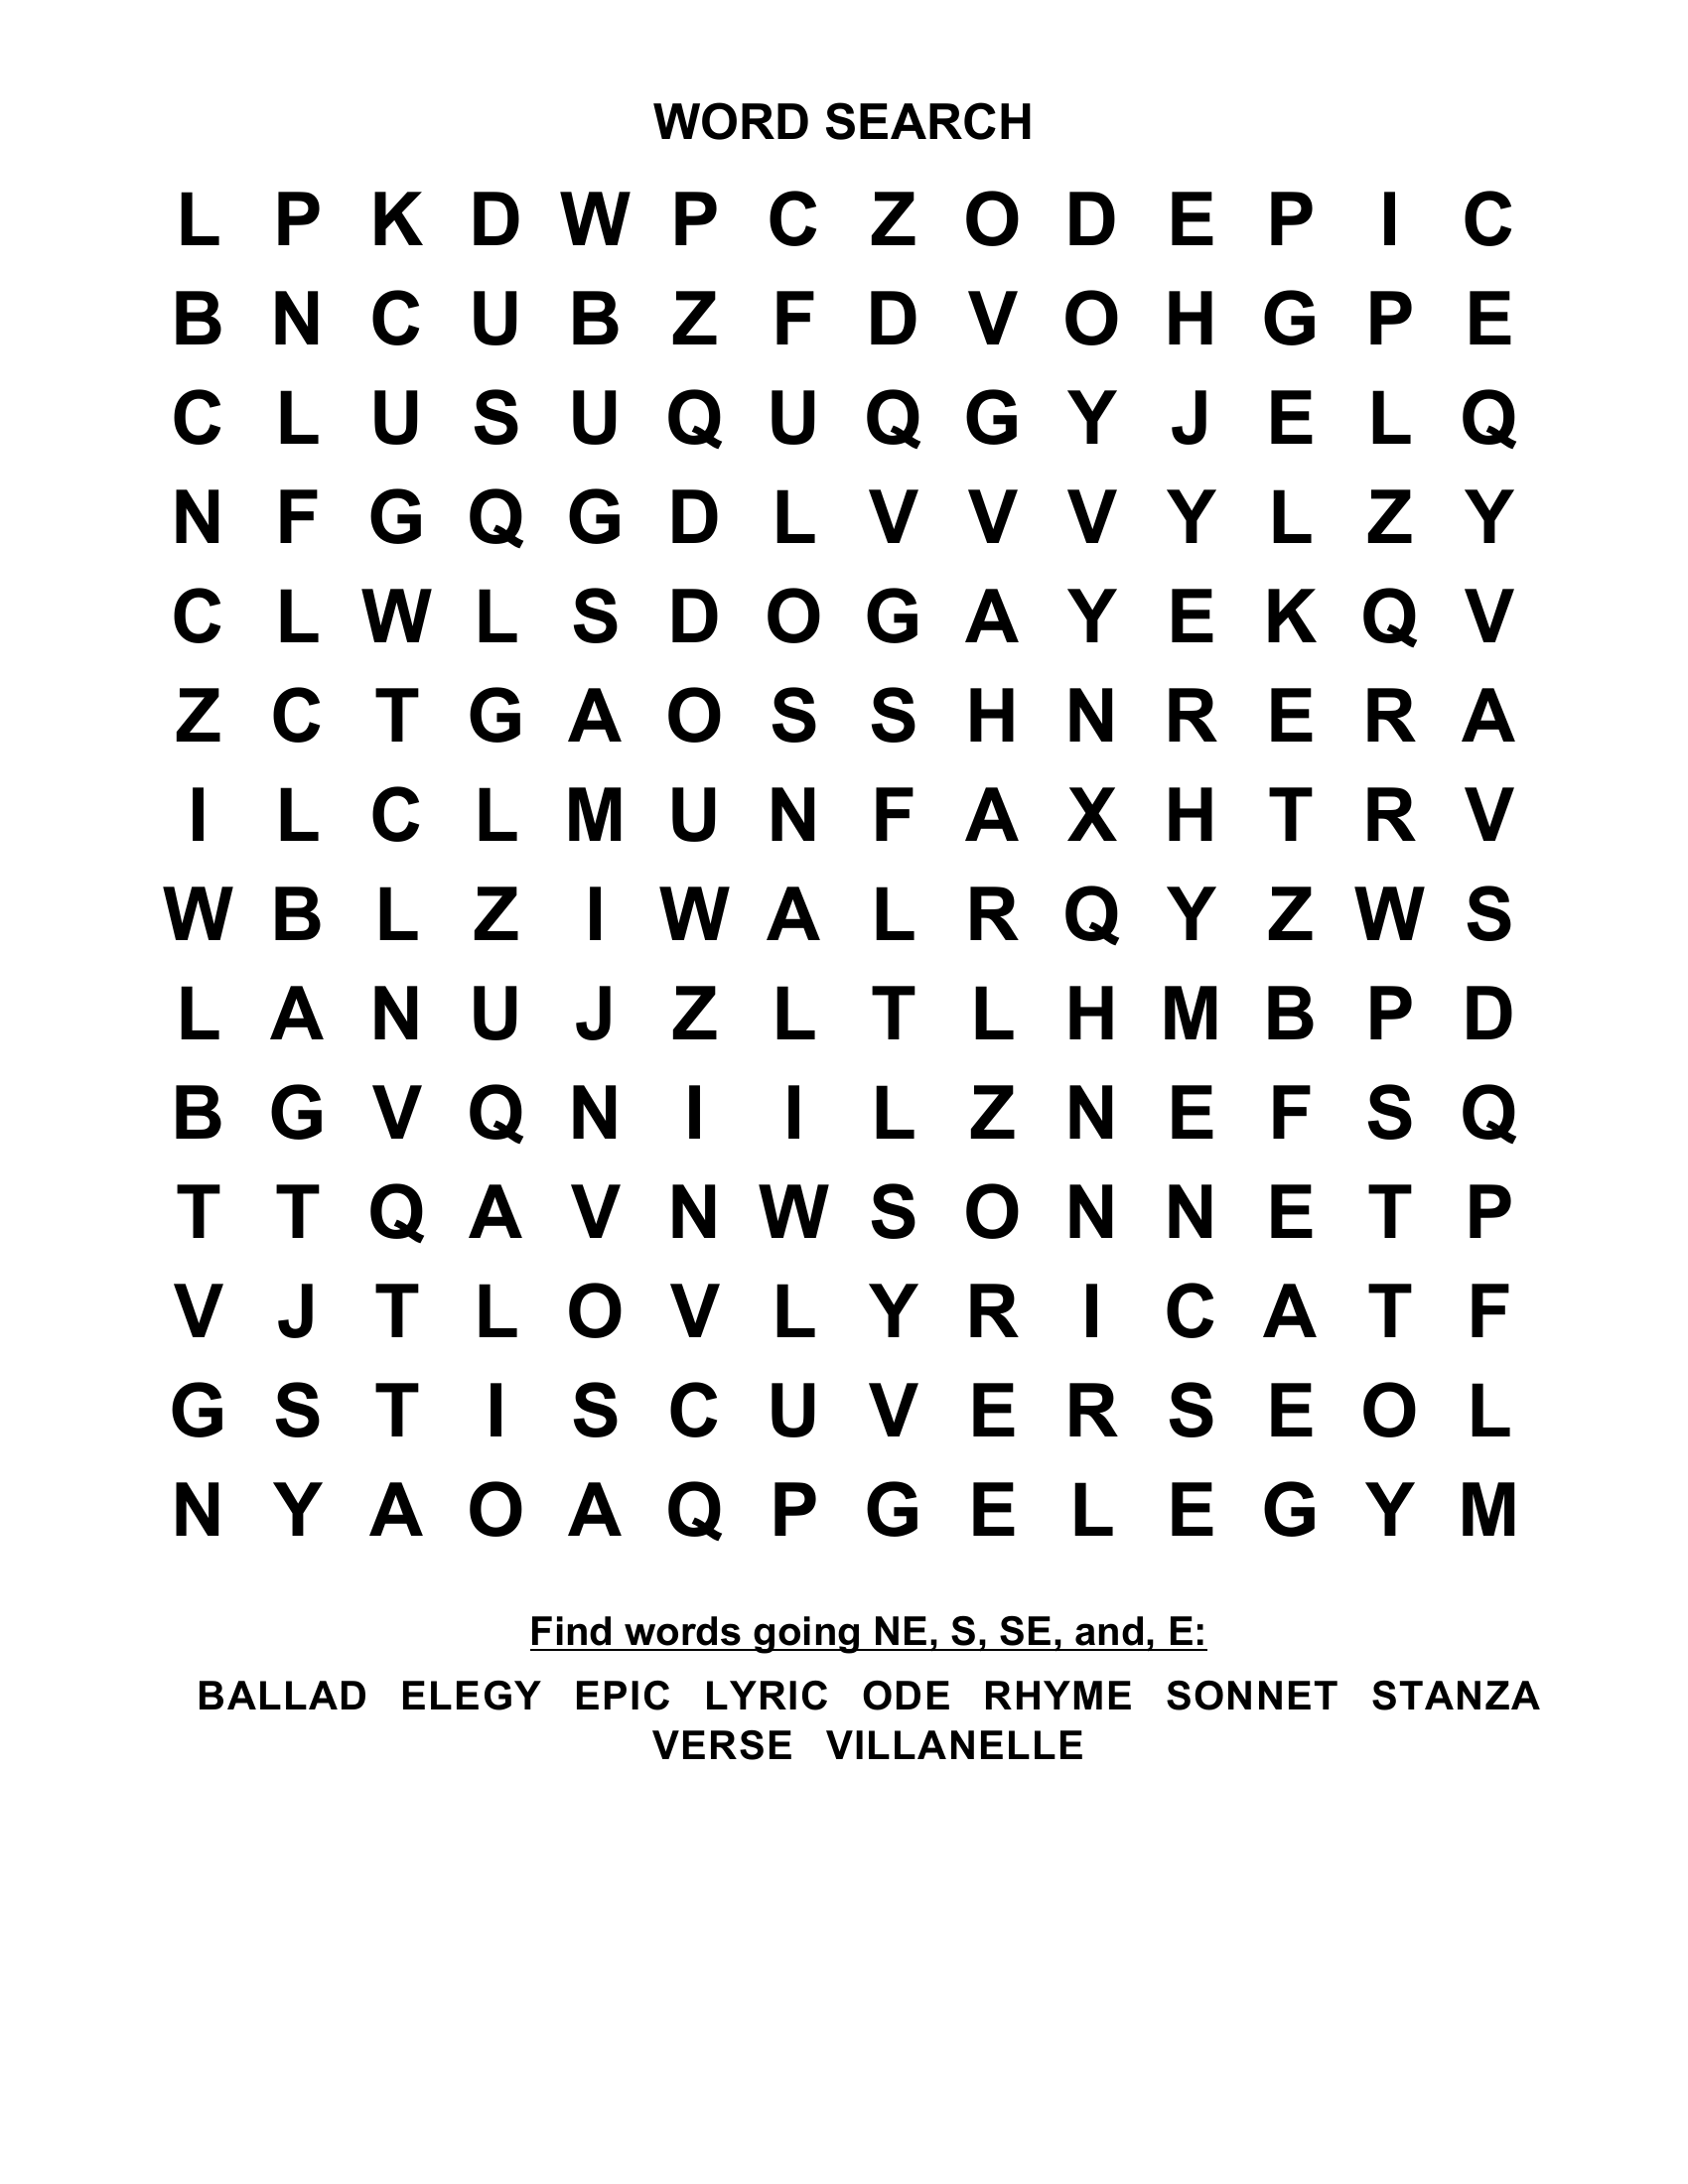 WORD SEARCH
L P K D W P C Z O D E P I C
B N C U B Z F D V O H G P E
C L U S U Q U Q G Y J E L Q
N F G Q G D L V V V Y L Z Y
C L W L S D O G A Y E K Q V
Z C T G A O S S H N R E R A
I L C L M U N F A X H T R V
W B L Z I W A L R Q Y Z W S
L A N U J Z L T L H M B P D
B G V Q N I I L Z N E F S Q
T T Q A V N W S O N N E T P
V J T L O V L Y R I C A T F
G S T I S C U V E R S E O L
N Y A O A Q P G E L E G Y M
Find words going NE, S, SE, and, E:
BALLAD ELEGY EPIC LYRIC ODE RHYME SONNET STANZA
VERSE VILLANELLE